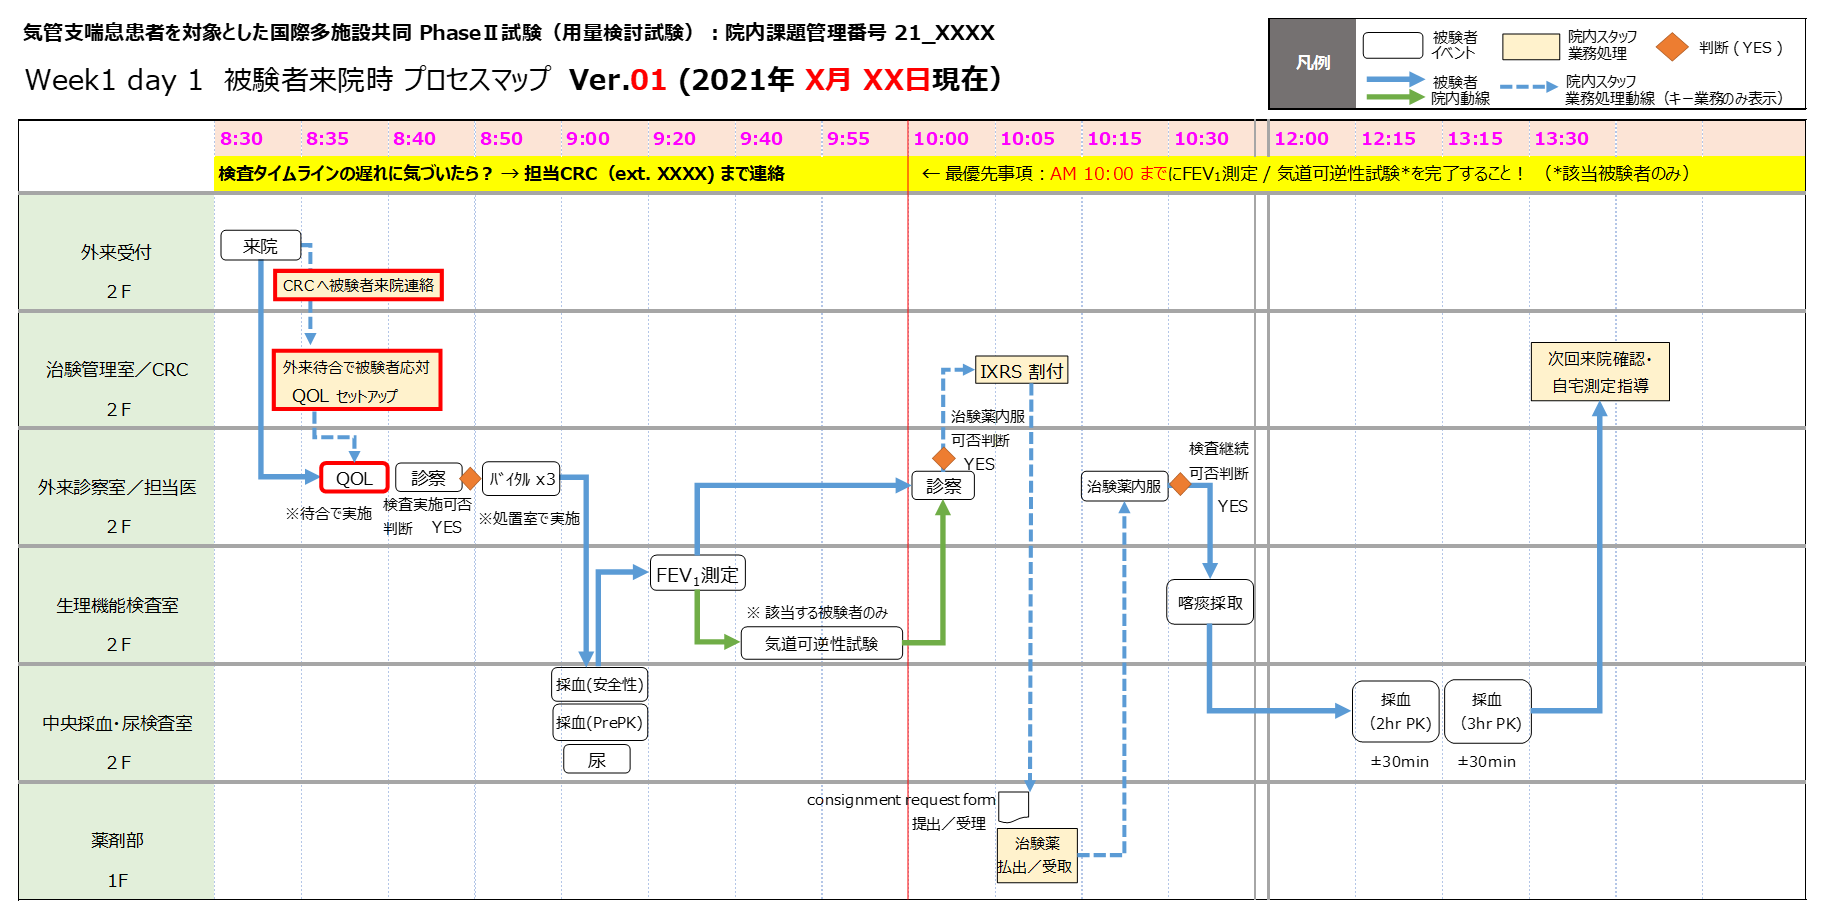 気管支喘息患者を対象とした国際多施設共同 PhaseⅡ試験（用量検討試験）：院内課題管理番号 21_XXXX
Week1 day 1 被験者来院時 プロセスマップ Ver.01 (2021年 X月 XX日現在)
凡例
被験者
イベント
院内スタッフ
業務処理
判断 ( YES )
被験者
院内動線
院内スタッフ
業務処理動線（キー業務のみ表示）
8:30 8:35 8:40 8:50 9:00 9:20 9:40 9:55 10:00 10:05 10:15 10:30 12:00 12:15 13:15 13:30
検査タイムラインの遅れに気づいたら？ → 担当CRC（ext. XXXX) まで連絡
← 最優先事項：AM 10:00 までにFEV₁測定 / 気道可逆性試験*を完了すること！ （*該当被験者のみ）
外来受付
２F
来院
CRCへ被験者来院連絡
治験管理室／CRC
２F
外来待合で被験者応対
QOL セットアップ
IXRS 割付
次回来院確認・
自宅測定指導
外来診察室／担当医
２F
QOL
※待合で実施
診察
検査実施可否
判断 YES
ﾊﾞｲﾀﾙ x3
※処置室で実施
治験薬内服
可否判断
YES
診察
治験薬内服
検査継続
可否判断
YES
生理機能検査室
２F
FEV₁測定
※ 該当する被験者のみ
気道可逆性試験
喀痰採取
中央採血・尿検査室
２F
採血(安全性)
採血(PrePK)
尿
採血
（2hr PK)
±30min
採血
（3hr PK)
±30min
薬剤部
1F
consignment request form
提出／受理
治験薬
払出／受取